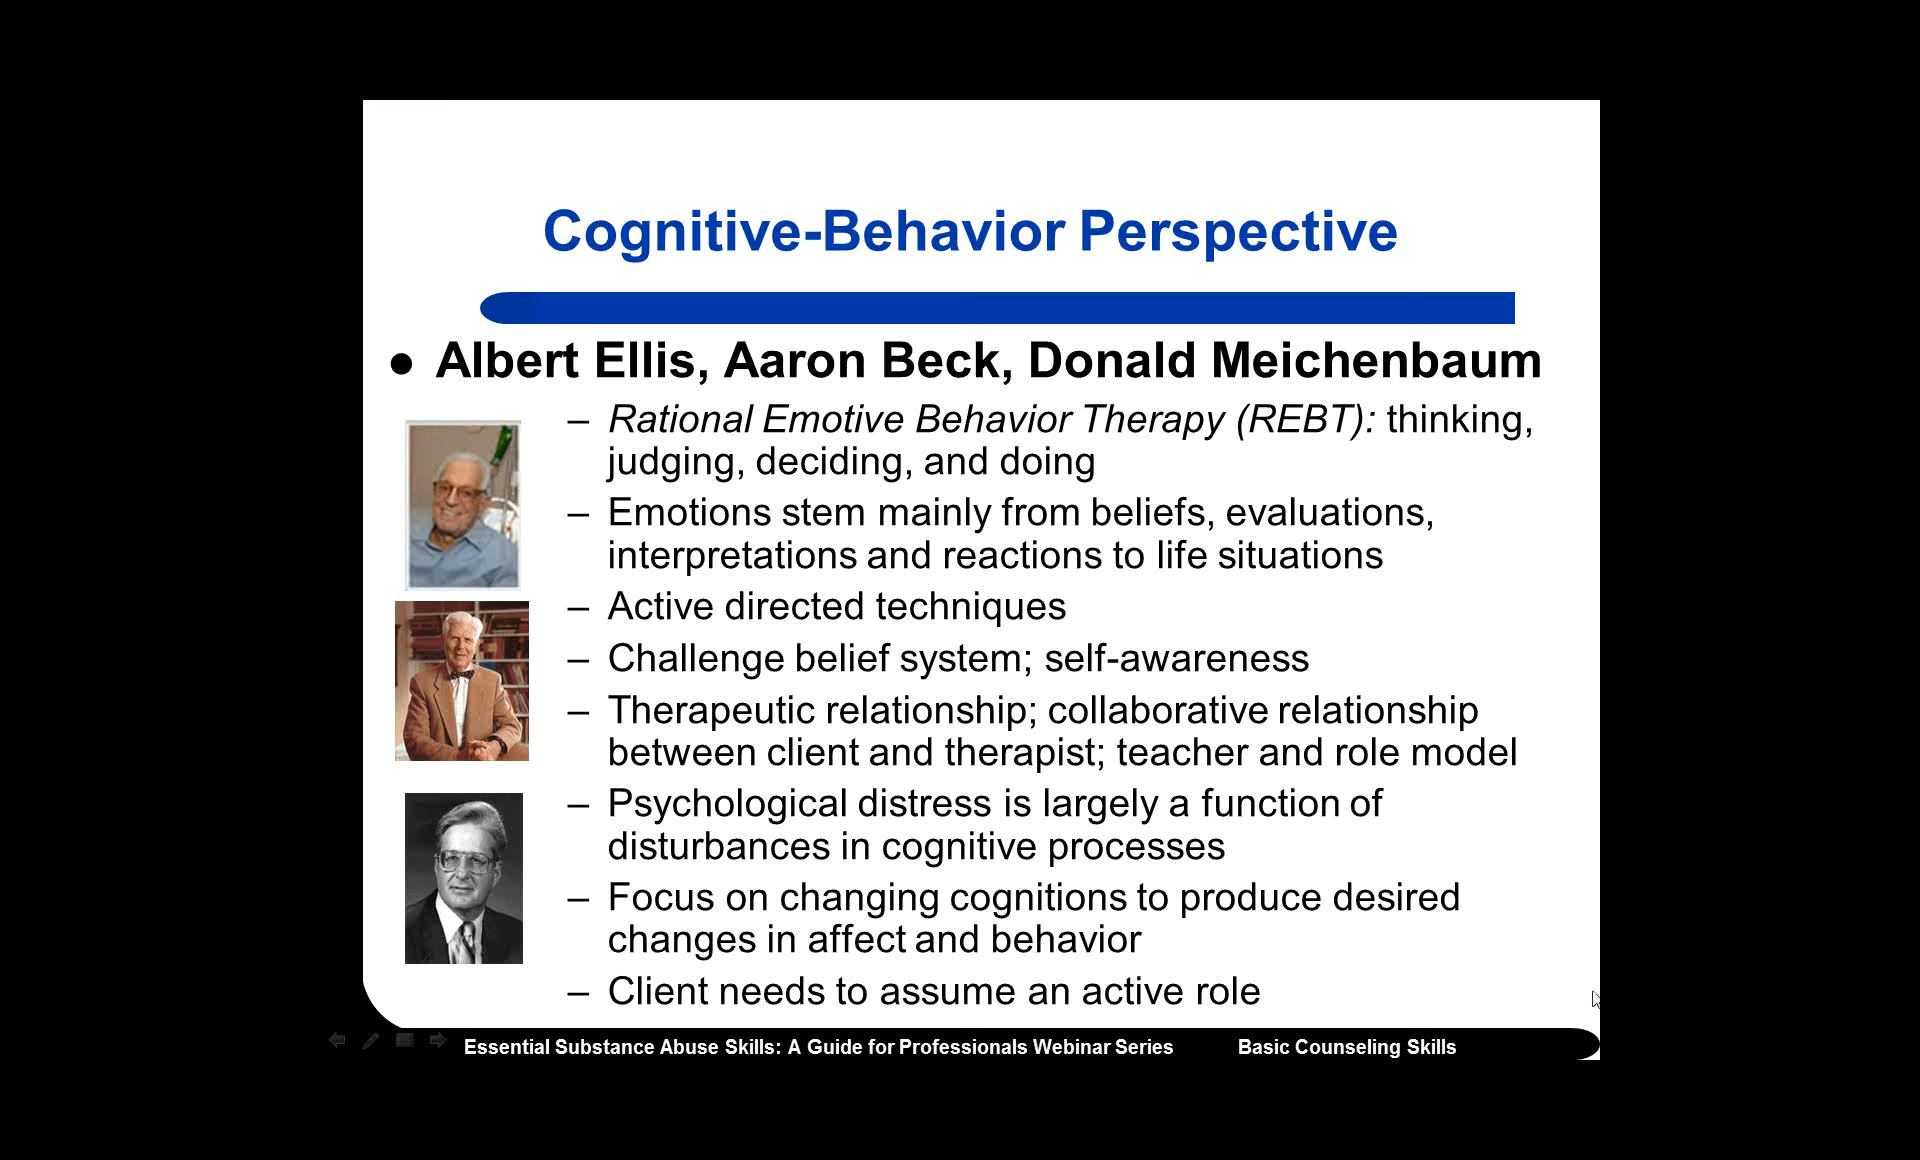 Cognitive-Behavior Perspective
● Albert Ellis, Aaron Beck, Donald Meichenbaum
– Rational Emotive Behavior Therapy (REBT): thinking,
judging, deciding, and doing
– Emotions stem mainly from beliefs, evaluations,
interpretations and reactions to life situations
– Active directed techniques
– Challenge belief system; self-awareness
– Therapeutic relationship; collaborative relationship
between client and therapist; teacher and role model
– Psychological distress is largely a function of
disturbances in cognitive processes
– Focus on changing cognitions to produce desired
changes in affect and behavior
– Client needs to assume an active role
Essential Substance Abuse Skills: A Guide for Professionals Webinar Series Basic Counseling Skills